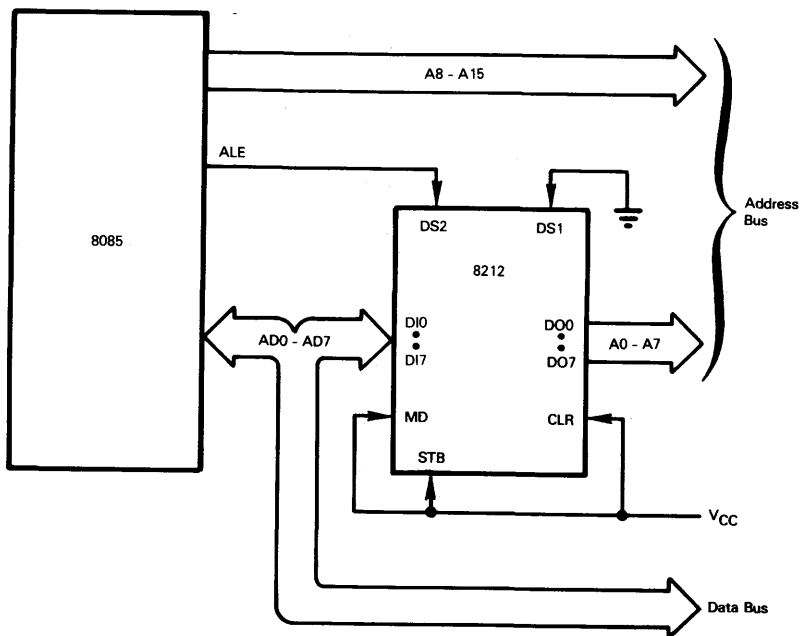 A8 - A15
ALE
Address
Bus
DS2
DS1
8085
8212
DI0
DO0
AD0 - AD7
A0 - A7
DI7
DO7
MD
CLR
STB
VCC
Data Bus